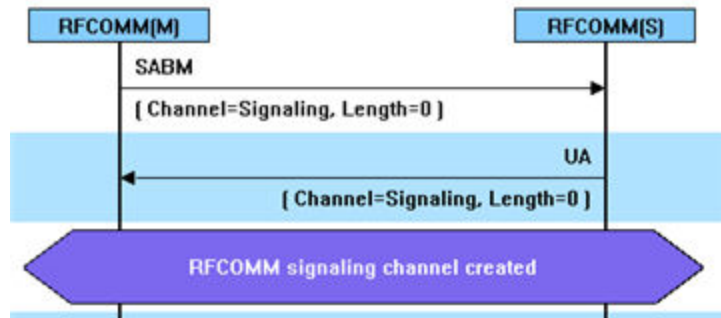 RFCOMM(M) RFCOMM(S)
SABM
( Channel=Signaling, Length=0 )
UA
( Channel=Signaling, Length=0 )
RFCOMM signaling channel created